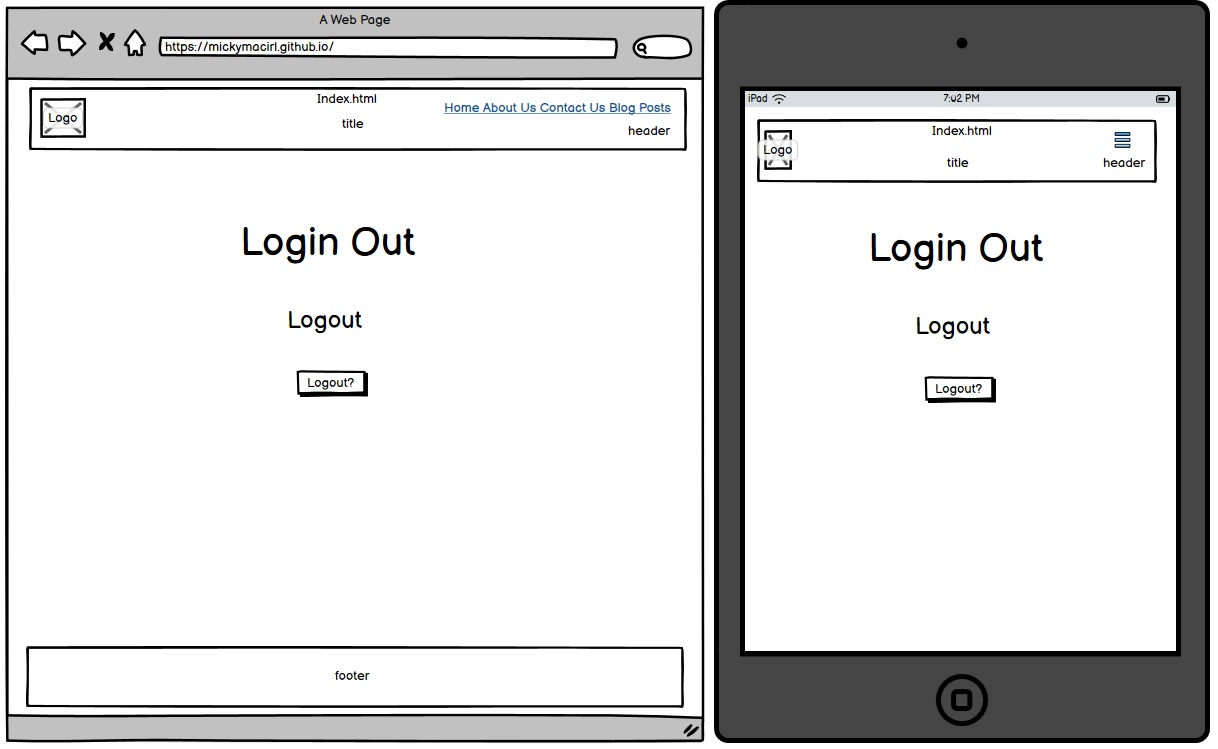 A Web Page
https://mickymacirl.github.io/
Logo
Index.html
title
Home About Us Contact Us Blog Posts
header
Login Out
Logout
Logout?
footer
iPad
7:02 PM
Logo
Index.html
title
header
Login Out
Logout
Logout?